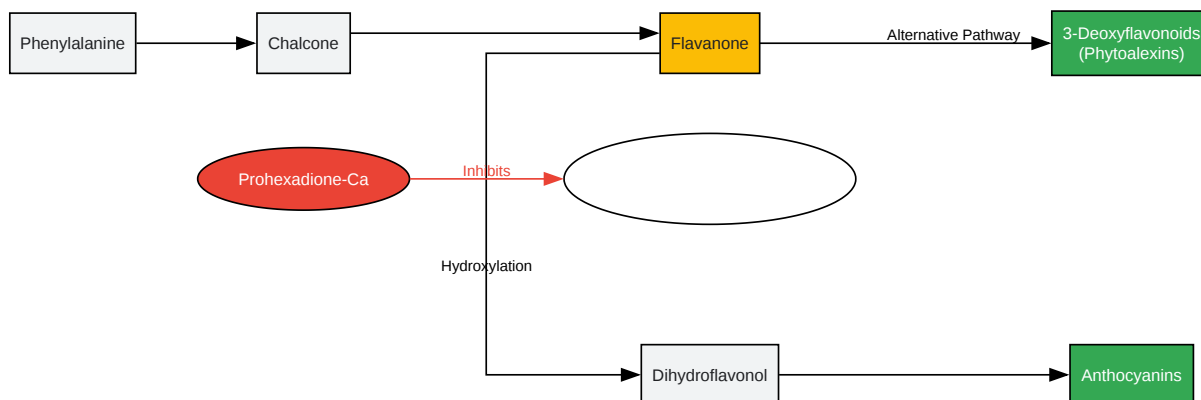 Phenylalanine
Chalcone
Flavanone
Alternative Pathway
3-Deoxyflavonoids
(Phytoalexins)
Prohexadione-Ca
Inhibits
Hydroxylation
Dihydroflavonol
Anthocyanins